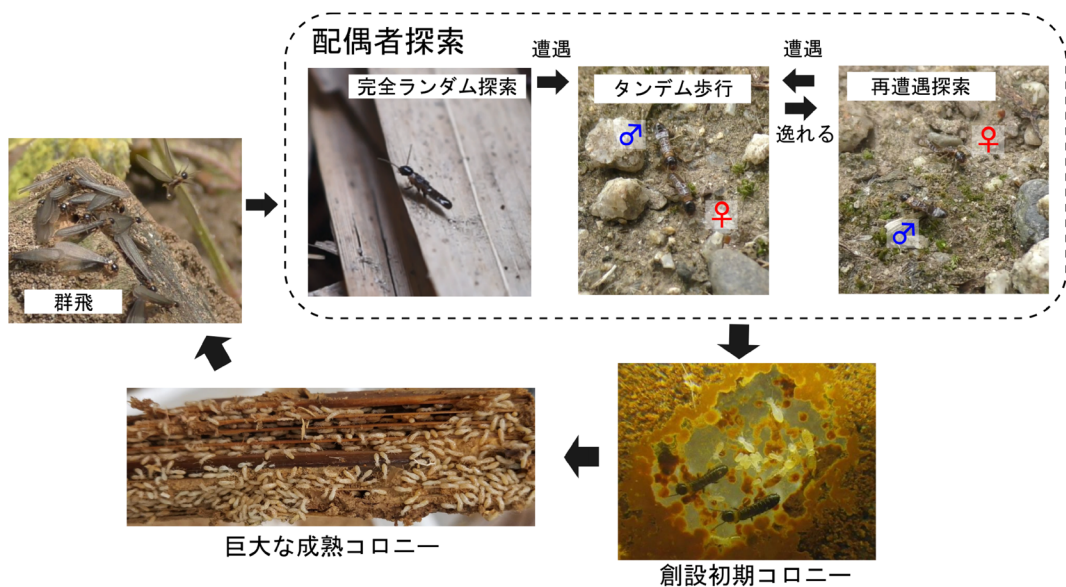 配偶者探索
完全ランダム探索
遭遇
タンデム歩行
♂
♀
遭遇
逸れる
再遭遇探索
♀
♂
群飛
巨大な成熟コロニー
創設初期コロニー